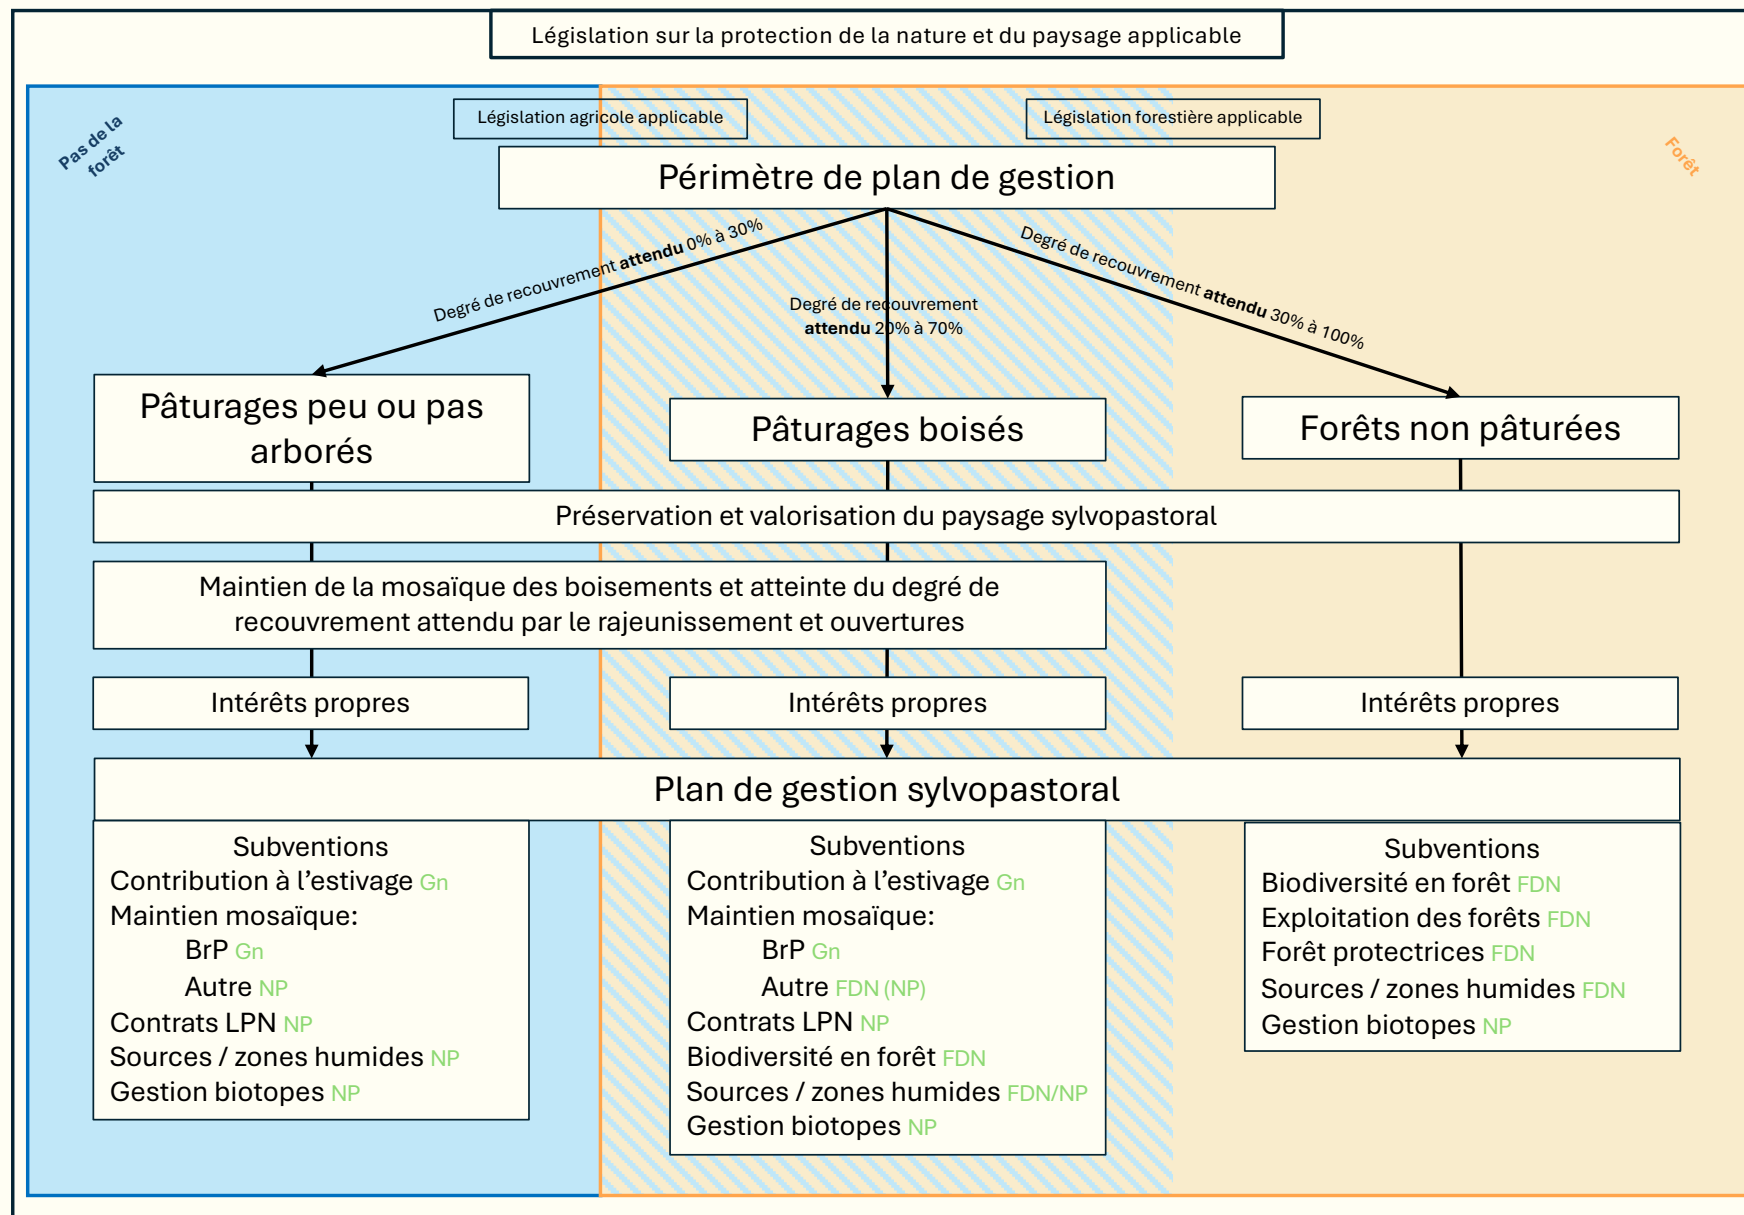 Législation sur la protection de la nature et du paysage applicable
Pas de la
forêt
Législation agricole applicable
Législation forestière applicable
Forêt
Périmètre de plan de gestion
Degré de recouvrement attendu 0% à 30%
Degré de recouvrement
attendu 20% à 70%
Degré de recouvrement attendu 30% à 100%
Pâturages peu ou pas
arborés
Pâturages boisés
Forêts non pâturées
Préservation et valorisation du paysage sylvopastoral
Maintien de la mosaïque des boisements et atteinte du degré de
recouvrement attendu par le rajeunissement et ouvertures
Intérêts propres
Intérêts propres
Intérêts propres
Plan de gestion sylvopastoral
Subventions
Contribution à l’estivage Gn
Maintien mosaïque:
BrP Gn
Autre NP
Contrats LPN NP
Sources / zones humides NP
Gestion biotopes NP
Subventions
Contribution à l’estivage Gn
Maintien mosaïque:
BrP Gn
Autre FDN (NP)
Contrats LPN NP
Biodiversité en forêt FDN
Sources / zones humides FDN/NP
Gestion biotopes NP
Subventions
Biodiversité en forêt FDN
Exploitation des forêts FDN
Forêt protectrices FDN
Sources / zones humides FDN
Gestion biotopes NP